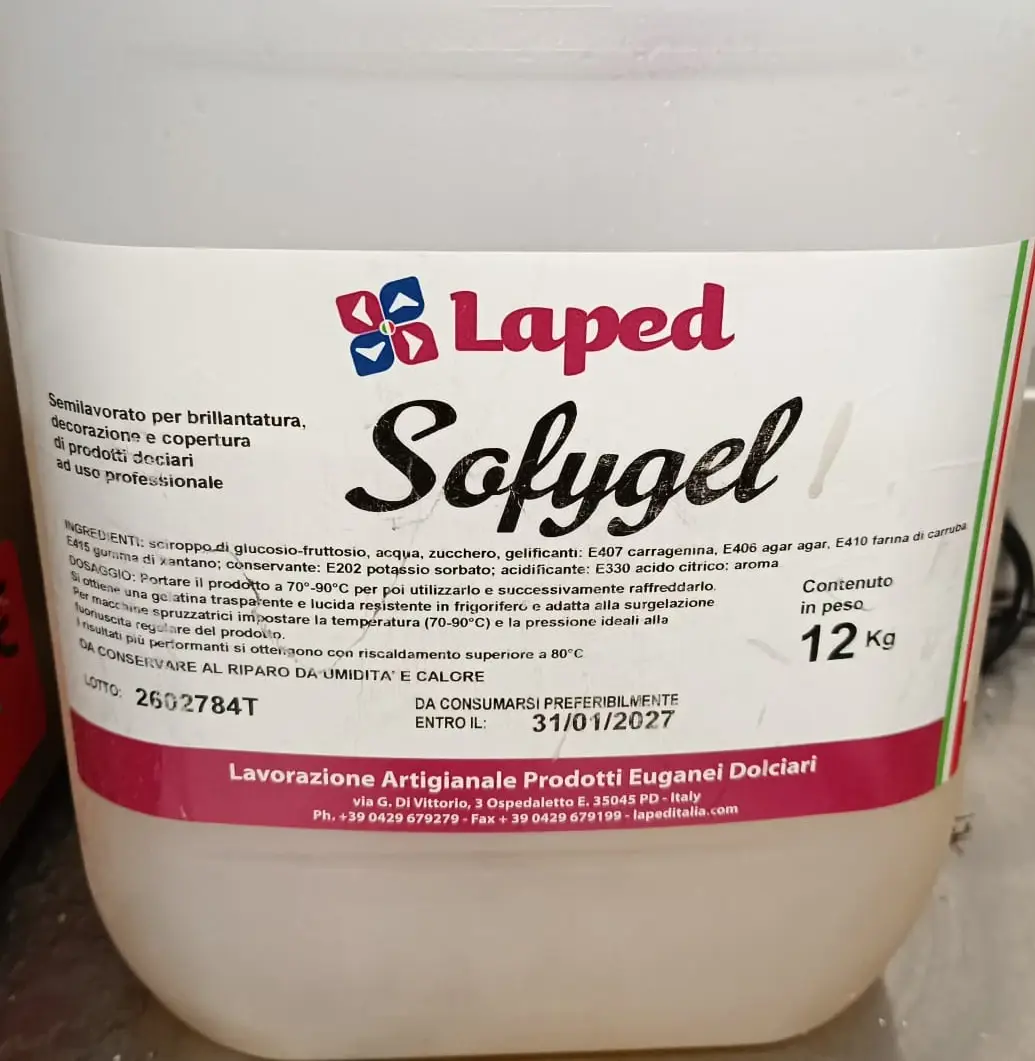 Laped
Sofygel
Semilavorato per brillantatura,
decorazione e copertura
di prodotti dociari
ad uso professionale
INGREDIENTI: sciroppo di glucosio-fruttosio, acqua, zucchero, gelificanti: E407 carragenina, E406 agar agar, E410 farina di carruba
E415 gomma di xantano; conservante: E202 potassio sorbato; acidificante: E330 acido citrico; aroma
DOSAGGIO: Portare il prodotto a 70°-90°C per poi utilizzarlo e successivamente raffreddarlo.
Si ottiene una gelatina trasparente e lucida resistente in frigorifero e adatta alla surgelazione
Per macchine spruzzatrici impostare la temperatura (70-90°C) e la pressione ideali alla
fuoriuscita regolare del prodotto.
I risultati più performanti si ottengono con riscaldamento superiore a 80°C
DA CONSERVARE AL RIPARO DA UMIDITA' E CALORE
Contenuto
in peso
12 Kg
LOTTO: 2602784T
DA CONSUMARSI PREFERIBILMENTE
ENTRO IL: 31/01/2027
Lavorazione Artigianale Prodotti Euganei Dolciari
via G. Di Vittorio, 3 Ospedaletto E. 35045 PD - Italy
Ph. +39 0429 679279 - Fax + 39 0429 679199 - lapeditalia.com